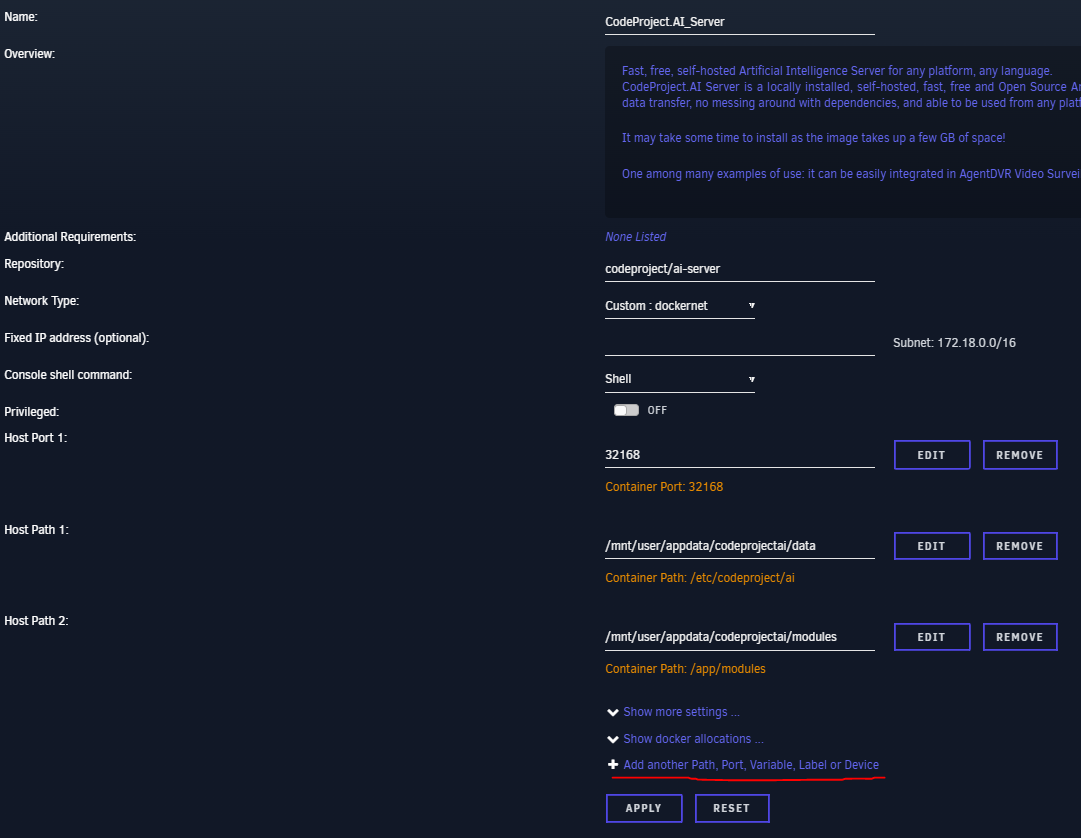 Name:
CodeProject.AI_Server
Overview:
Fast, free, self-hosted Artificial Intelligence Server for any platform, any language.
CodeProject.AI Server is a locally installed, self-hosted, fast, free and Open Source
data transfer, no messing around with dependencies, and able to be used from any
It may take some time to install as the image takes up a few GB of space!
One among many examples of use: it can be easily integrated in AgentDVR Video
Additional Requirements:
None Listed
Repository:
codeproject/ai-server
Network Type:
Custom : dockernet
Fixed IP address (optional):
Subnet: 172.18.0.0/16
Console shell command:
Shell
Privileged:
OFF
Host Port 1:
32168
EDIT
REMOVE
Container Port: 32168
Host Path 1:
/mnt/user/appdata/codeprojectai/data
EDIT
REMOVE
Container Path: /etc/codeproject/ai
Host Path 2:
/mnt/user/appdata/codeprojectai/modules
EDIT
REMOVE
Container Path: /app/modules
Show more settings ...
Show docker allocations ...
Add another Path, Port, Variable, Label or Device
APPLY
RESET